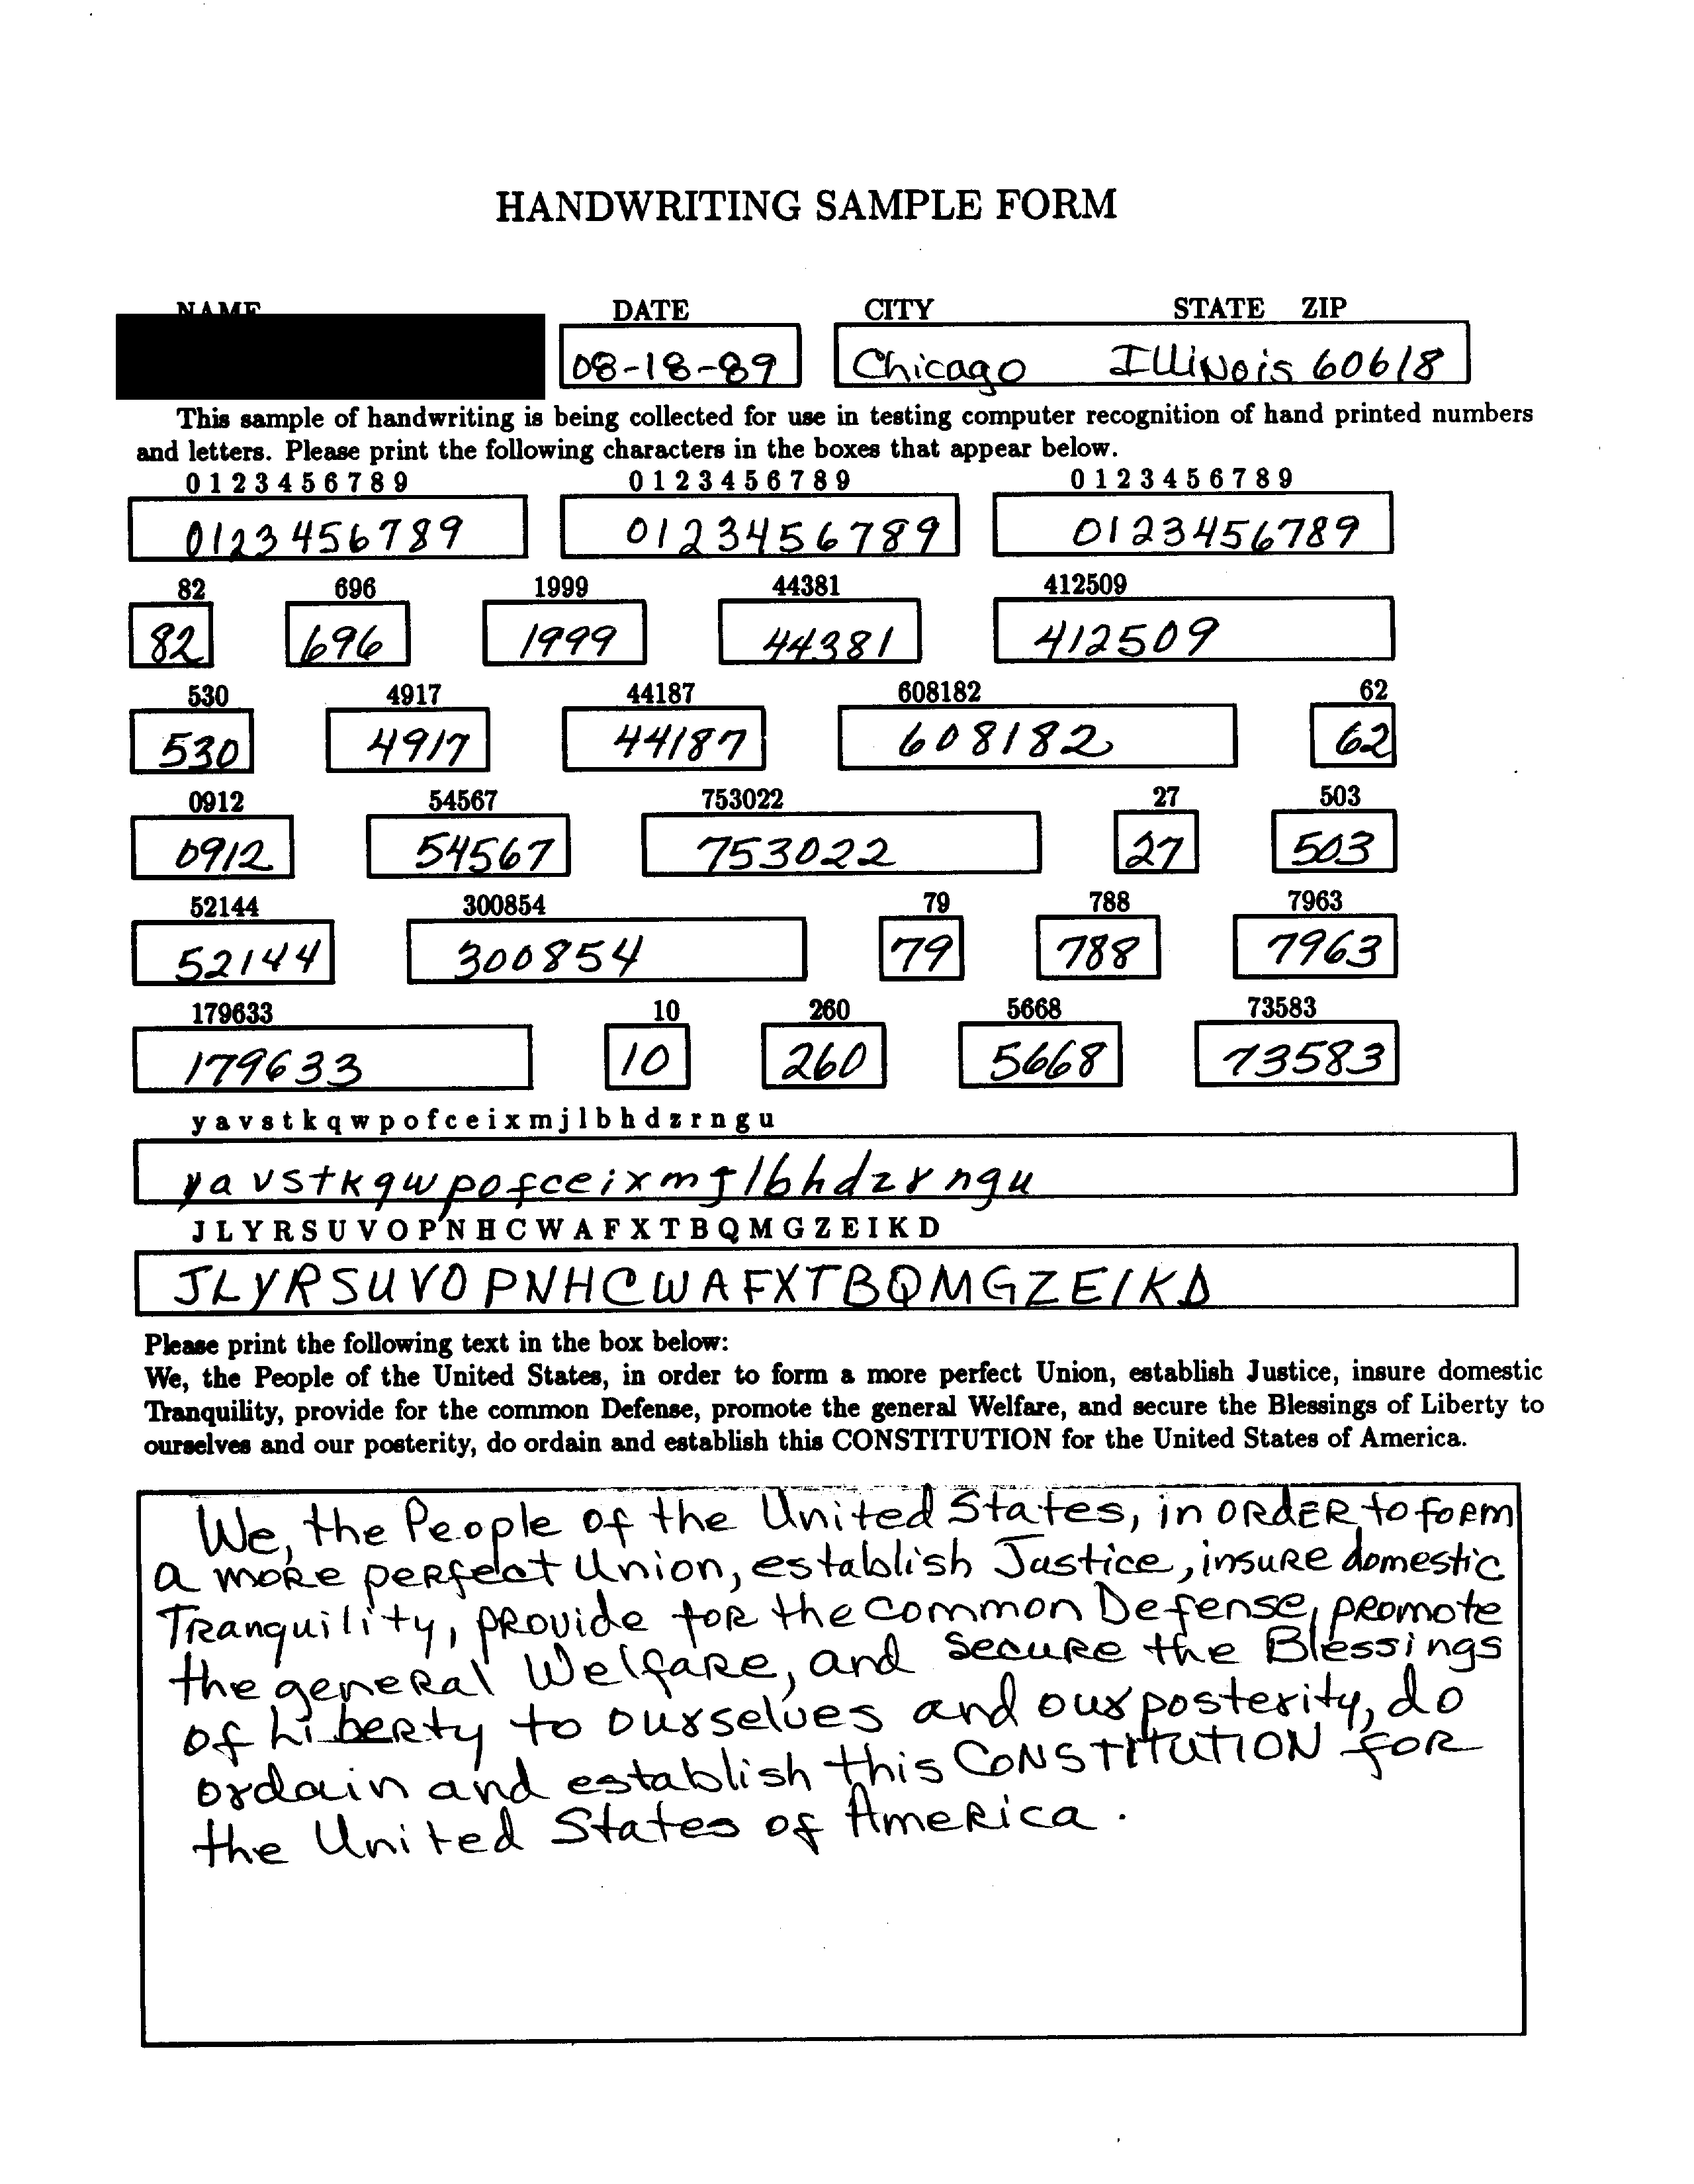 HANDWRITING SAMPLE FORM
NAME DATE CITY STATE ZIP
08-18-89 Chicago Illinois 60618
This sample of handwriting is being collected for use in testing computer recognition of hand printed numbers
and letters. Please print the following characters in the boxes that appear below.
0 1 2 3 4 5 6 7 8 9 0 1 2 3 4 5 6 7 8 9 0 1 2 3 4 5 6 7 8 9
0123456789 0123456789 0123456789
82 696 1999 44381 412509
82 696 1999 44381 412509
530 4917 44187 608182 62
530 4917 44187 608182 62
0912 54567 753022 27 503
0912 54567 753022 27 503
52144 300854 79 788 7963
52144 300854 79 788 7963
179633 10 260 5668 73583
179633 10 260 5668 73583
y a v s t k q w p o f c e i x m j l b h d z r n g u
yavstkqwpofceixmjlbhdzrngu
J L Y R S U V O P N H C W A F X T B Q M G Z E I K D
JLYRSUVOPNHCWAFXTBQMGZEIKD
Please print the following text in the box below:
We, the People of the United States, in order to form a more perfect Union, establish Justice, insure domestic
Tranquility, provide for the common Defense, promote the general Welfare, and secure the Blessings of Liberty to
ourselves and our posterity, do ordain and establish this CONSTITUTION for the United States of America.
We, the People of the United States, in ORdER to foRm
a moRe peRfect Union, establish Justice, insuRe domestic
TRanquility, pRovide foR the common Defense, pRomote
the geneRal WelfaRe, and secuRe the Blessings
of LibeRty to ourselves and our posterity, do
ordain and establish this CONSTITUTION foR
the United States of AmeRica.